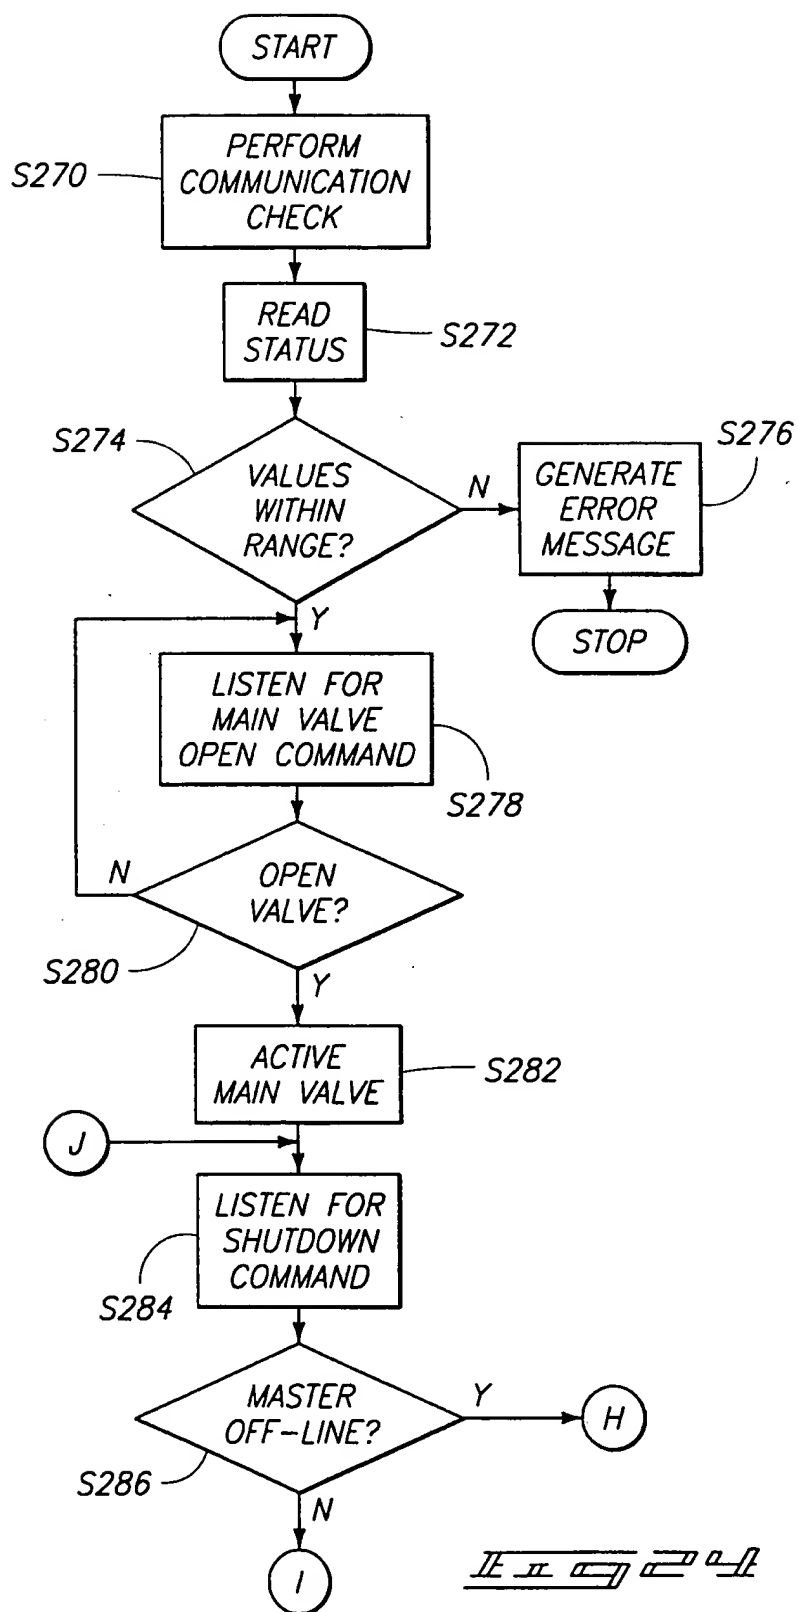 START
S270
PERFORM
COMMUNICATION
CHECK
READ
STATUS
S272
S274
VALUES
WITHIN
RANGE?
N
GENERATE
ERROR
MESSAGE
S276
Y
STOP
LISTEN FOR
MAIN VALVE
OPEN COMMAND
S278
N
OPEN
VALVE?
S280
Y
ACTIVE
MAIN VALVE
S282
J
LISTEN FOR
SHUTDOWN
COMMAND
S284
MASTER
OFF-LINE?
Y
H
S286
N
I
FIG 24